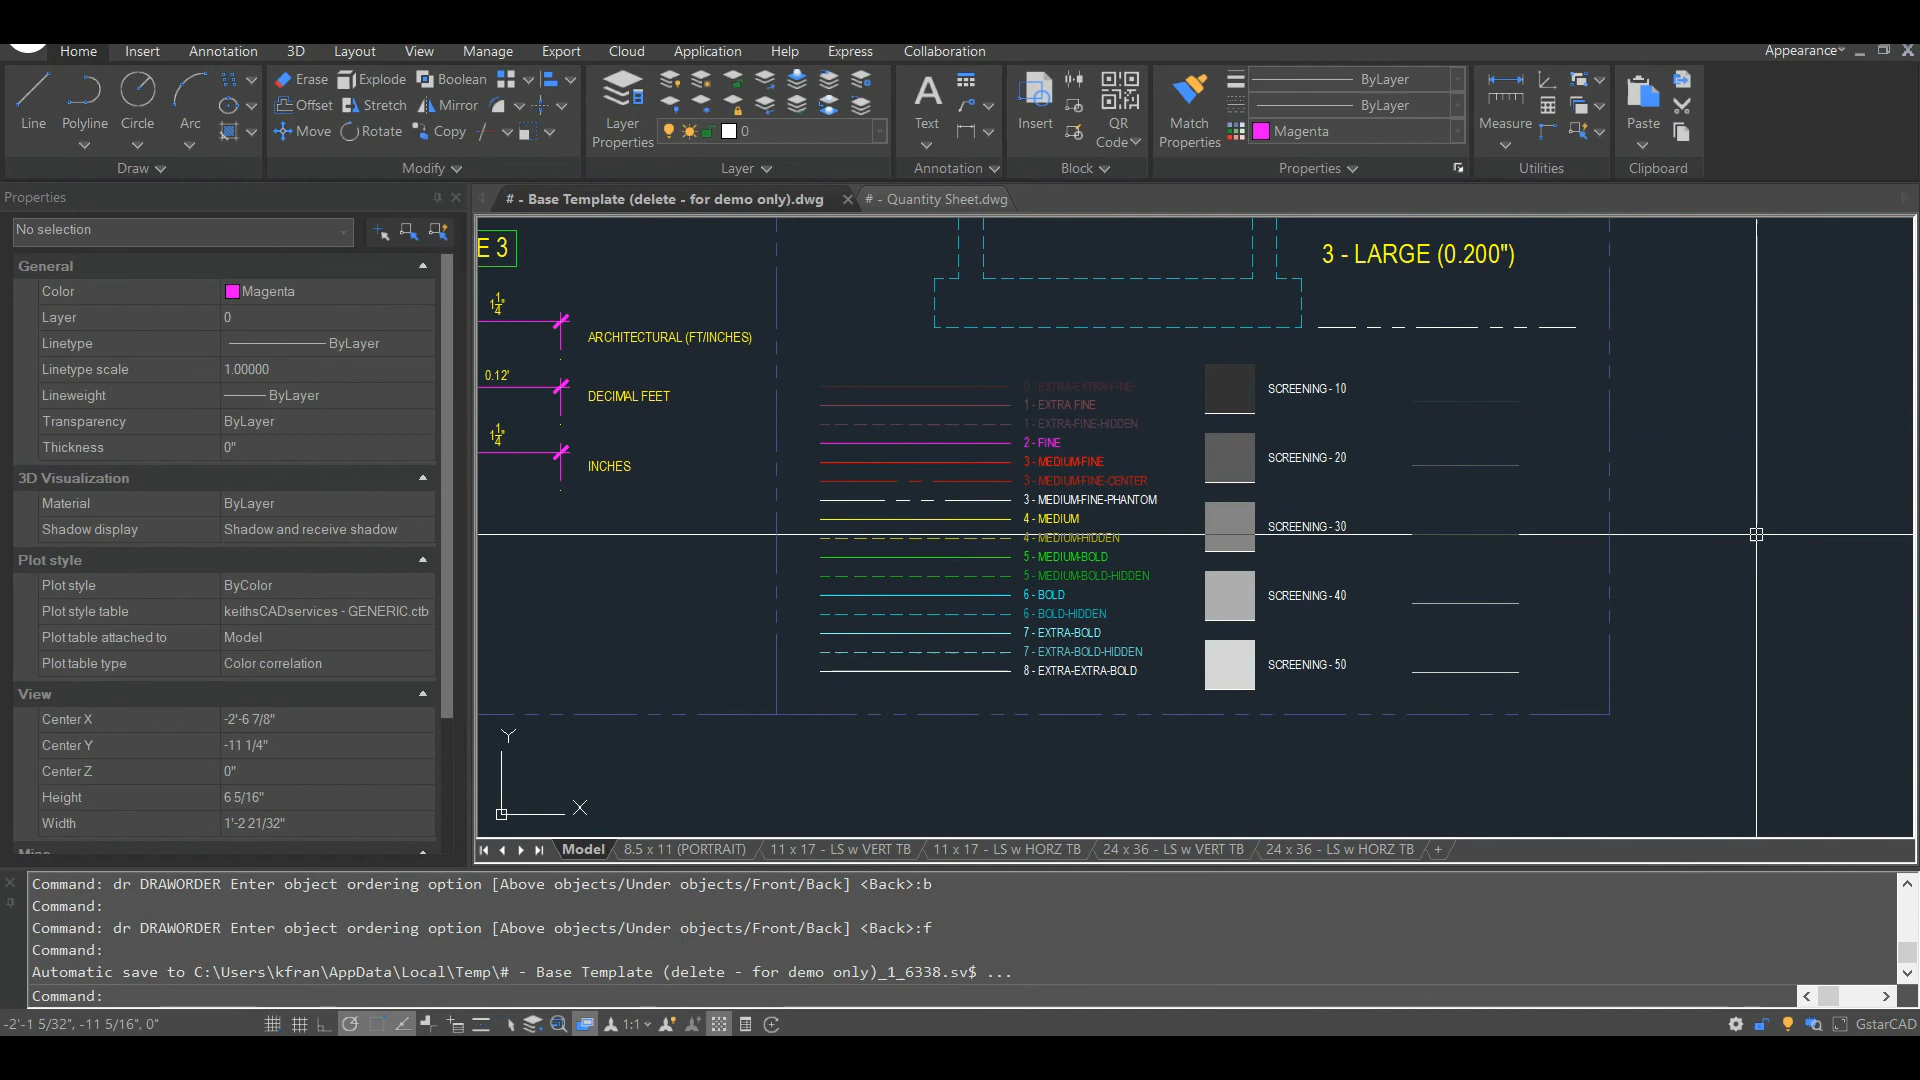 Home Insert Annotation 3D Layout View Manage Export Cloud Application Help Express Collaboration Appearance
Line Polyline Circle Arc
Draw
Erase Explode Boolean
Offset Stretch Mirror
Move Rotate Copy
Modify
Layer Properties
0
Layer
Text
Annotation
Insert QR Code
Block
Match Properties
ByLayer
ByLayer
Magenta
Properties
Measure
Utilities
Paste
Clipboard
Properties
No selection
General
Color Magenta
Layer 0
Linetype ByLayer
Linetype scale 1.00000
Lineweight ByLayer
Transparency ByLayer
Thickness 0"
3D Visualization
Material ByLayer
Shadow display Shadow and receive shadow
Plot style
Plot style ByColor
Plot style table keithsCADservices - GENERIC.ctb
Plot table attached to Model
Plot table type Color correlation
View
Center X -2'-6 7/8"
Center Y -11 1/4"
Center Z 0"
Height 6 5/16"
Width 1'-2 21/32"
Misc
# - Base Template (delete - for demo only).dwg
# - Quantity Sheet.dwg
E 3
3 - LARGE (0.200")
1 1/4"
ARCHITECTURAL (FT/INCHES)
0.12'
DECIMAL FEET
1 1/4"
INCHES
0 - EXTRA-EXTRA-FINE
1 - EXTRA FINE
1 - EXTRA-FINE-HIDDEN
2 - FINE
3 - MEDIUM-FINE
3 - MEDIUM-FINE-CENTER
3 - MEDIUM-FINE-PHANTOM
4 - MEDIUM
4 - MEDIUM-HIDDEN
5 - MEDIUM-BOLD
5 - MEDIUM-BOLD-HIDDEN
6 - BOLD
6 - BOLD-HIDDEN
7 - EXTRA-BOLD
7 - EXTRA-BOLD-HIDDEN
8 - EXTRA-EXTRA-BOLD
SCREENING - 10
SCREENING - 20
SCREENING - 30
SCREENING - 40
SCREENING - 50
Y
X
Model 8.5 x 11 (PORTRAIT) 11 x 17 - LS w VERT TB 11 x 17 - LS w HORZ TB 24 x 36 - LS w VERT TB 24 x 36 - LS w HORZ TB +
Command: dr DRAWORDER Enter object ordering option [Above objects/Under objects/Front/Back] <Back>:b
Command:
Command: dr DRAWORDER Enter object ordering option [Above objects/Under objects/Front/Back] <Back>:f
Command:
Automatic save to C:\Users\kfran\AppData\Local\Temp\# - Base Template (delete - for demo only)_1_6338.sv$ ...
Command:
-2'-1 5/32", -11 5/16", 0"
1:1
GstarCAD